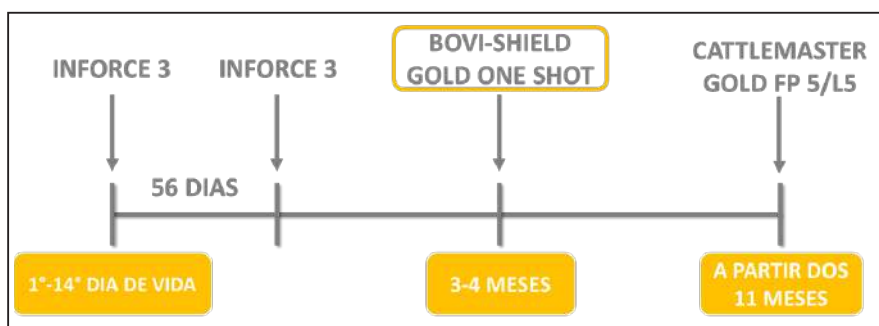 INFORCE 3
INFORCE 3
BOVI-SHIELD
GOLD ONE SHOT
CATTLEMASTER
GOLD FP 5/L5
56 DIAS
1°-14° DIA DE VIDA
3-4 MESES
A PARTIR DOS
11 MESES